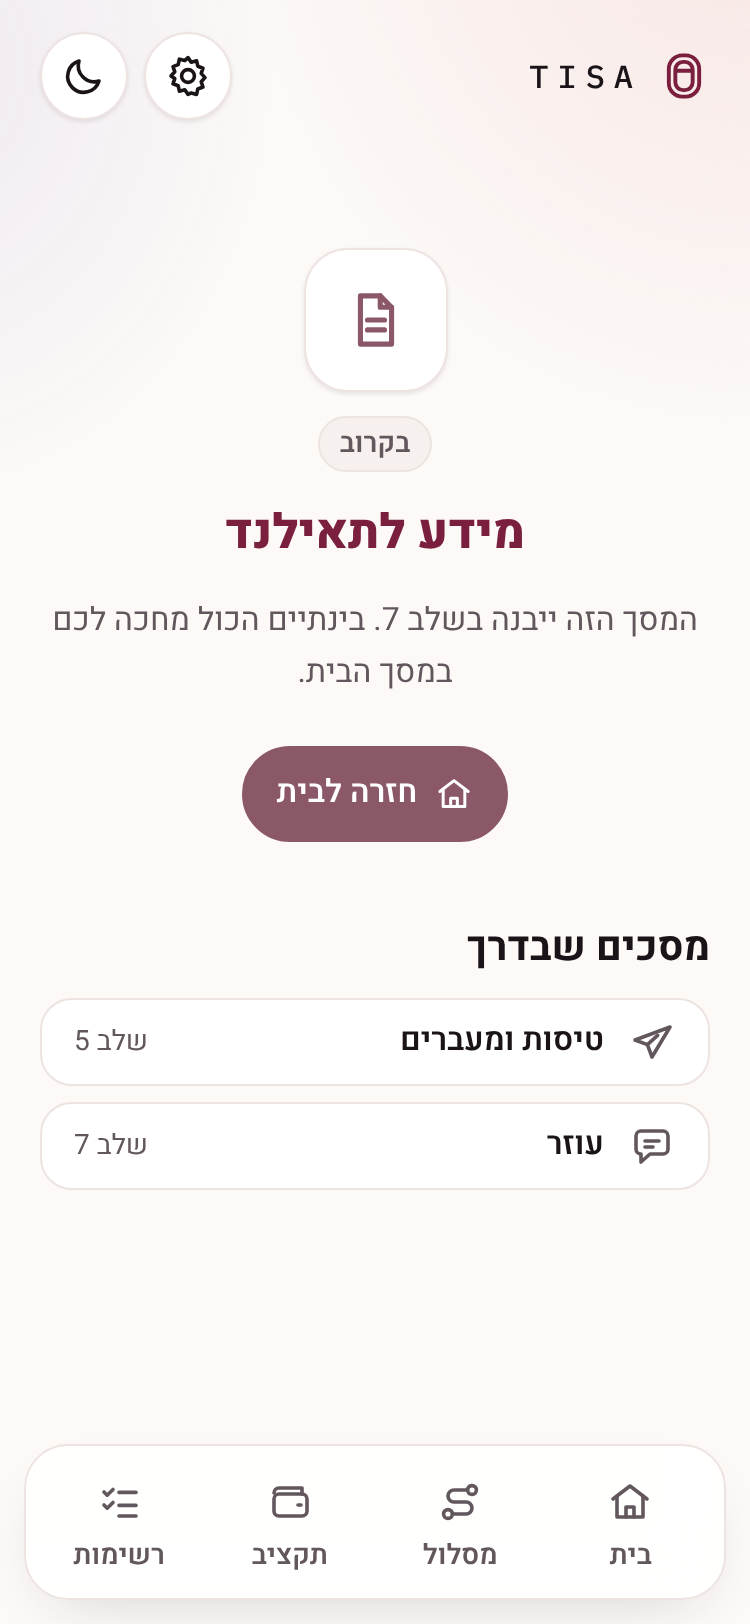 TISA
בקרוב
מידע לתאילנד
המסך הזה ייבנה בשלב 7. בינתיים הכול מחכה לכם
במסך הבית.
חזרה לבית
מסכים שבדרך
טיסות ומעברים שלב 5
עוזר שלב 7
בית מסלול תקציב רשימות